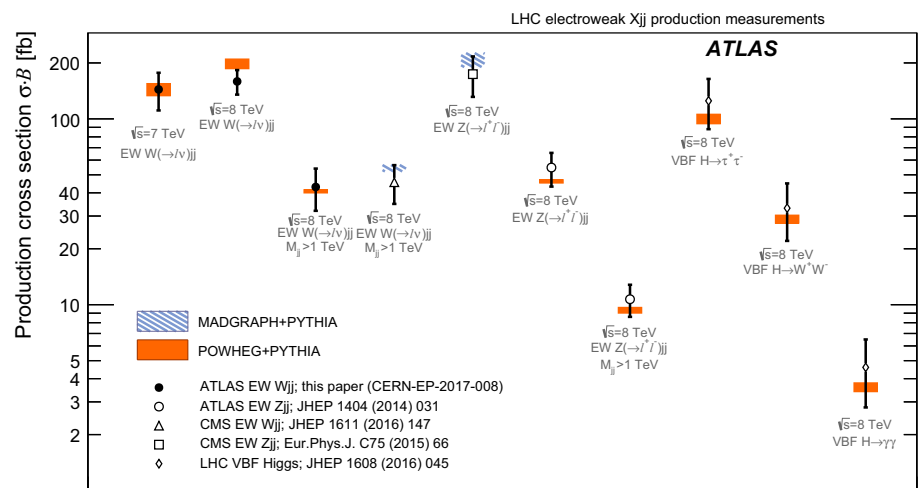 LHC electroweak Xjj production measurements
ATLAS
Production cross section σ·B [fb]
200
100
40
30
20
10
5
4
3
2
√s=7 TeV
EW W(→lν)jj
√s=8 TeV
EW W(→lν)jj
√s=8 TeV
EW W(→lν)jj
Mjj>1 TeV
√s=8 TeV
EW W(→lν)jj
Mjj>1 TeV
√s=8 TeV
EW Z(→l⁺l⁻)jj
√s=8 TeV
EW Z(→l⁺l⁻)jj
√s=8 TeV
EW Z(→l⁺l⁻)jj
Mjj>1 TeV
√s=8 TeV
VBF H→τ⁺τ⁻
√s=8 TeV
VBF H→W⁺W⁻
√s=8 TeV
VBF H→γγ
MADGRAPH+PYTHIA
POWHEG+PYTHIA
ATLAS EW Wjj; this paper (CERN-EP-2017-008)
ATLAS EW Zjj; JHEP 1404 (2014) 031
CMS EW Wjj; JHEP 1611 (2016) 147
CMS EW Zjj; Eur.Phys.J. C75 (2015) 66
LHC VBF Higgs; JHEP 1608 (2016) 045